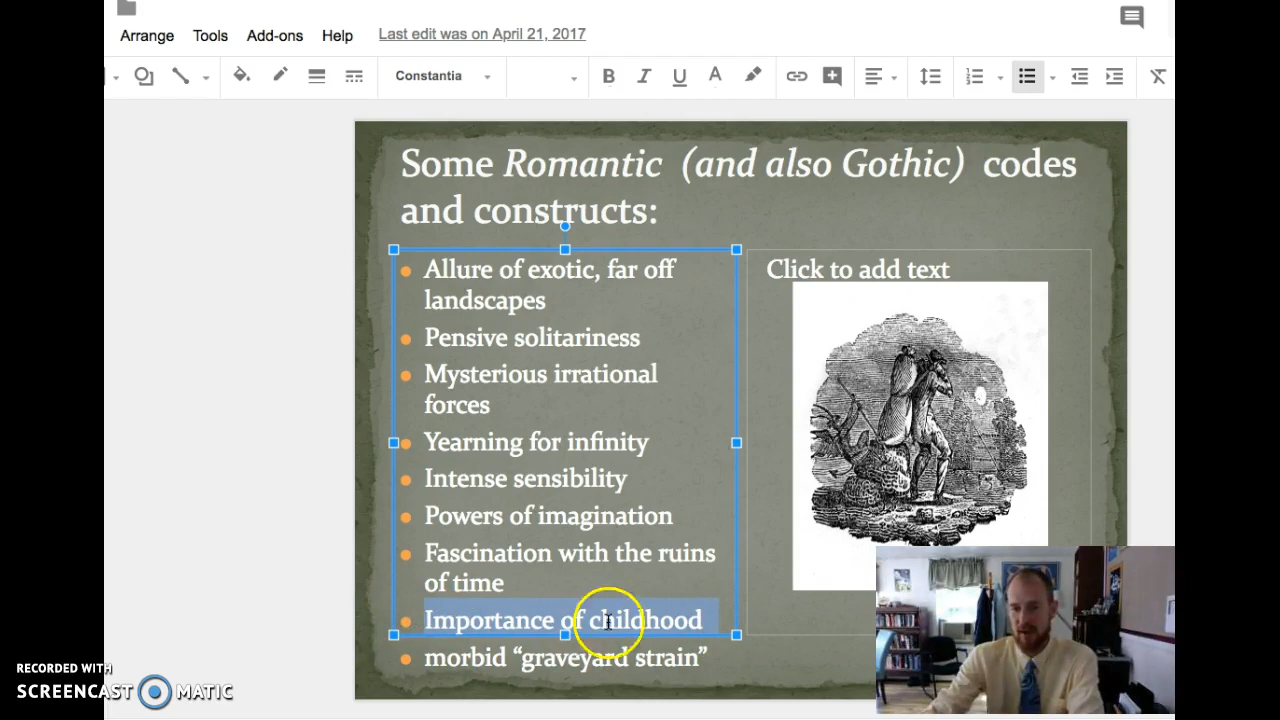 Arrange Tools Add-ons Help Last edit was on April 21, 2017
Constantia B I U A
Some Romantic (and also Gothic) codes
and constructs:
Allure of exotic, far off
landscapes
Pensive solitariness
Mysterious irrational
forces
Yearning for infinity
Intense sensibility
Powers of imagination
Fascination with the ruins
of time
Importance of childhood
morbid “graveyard strain”
Click to add text
RECORDED WITH
SCREENCAST MATIC